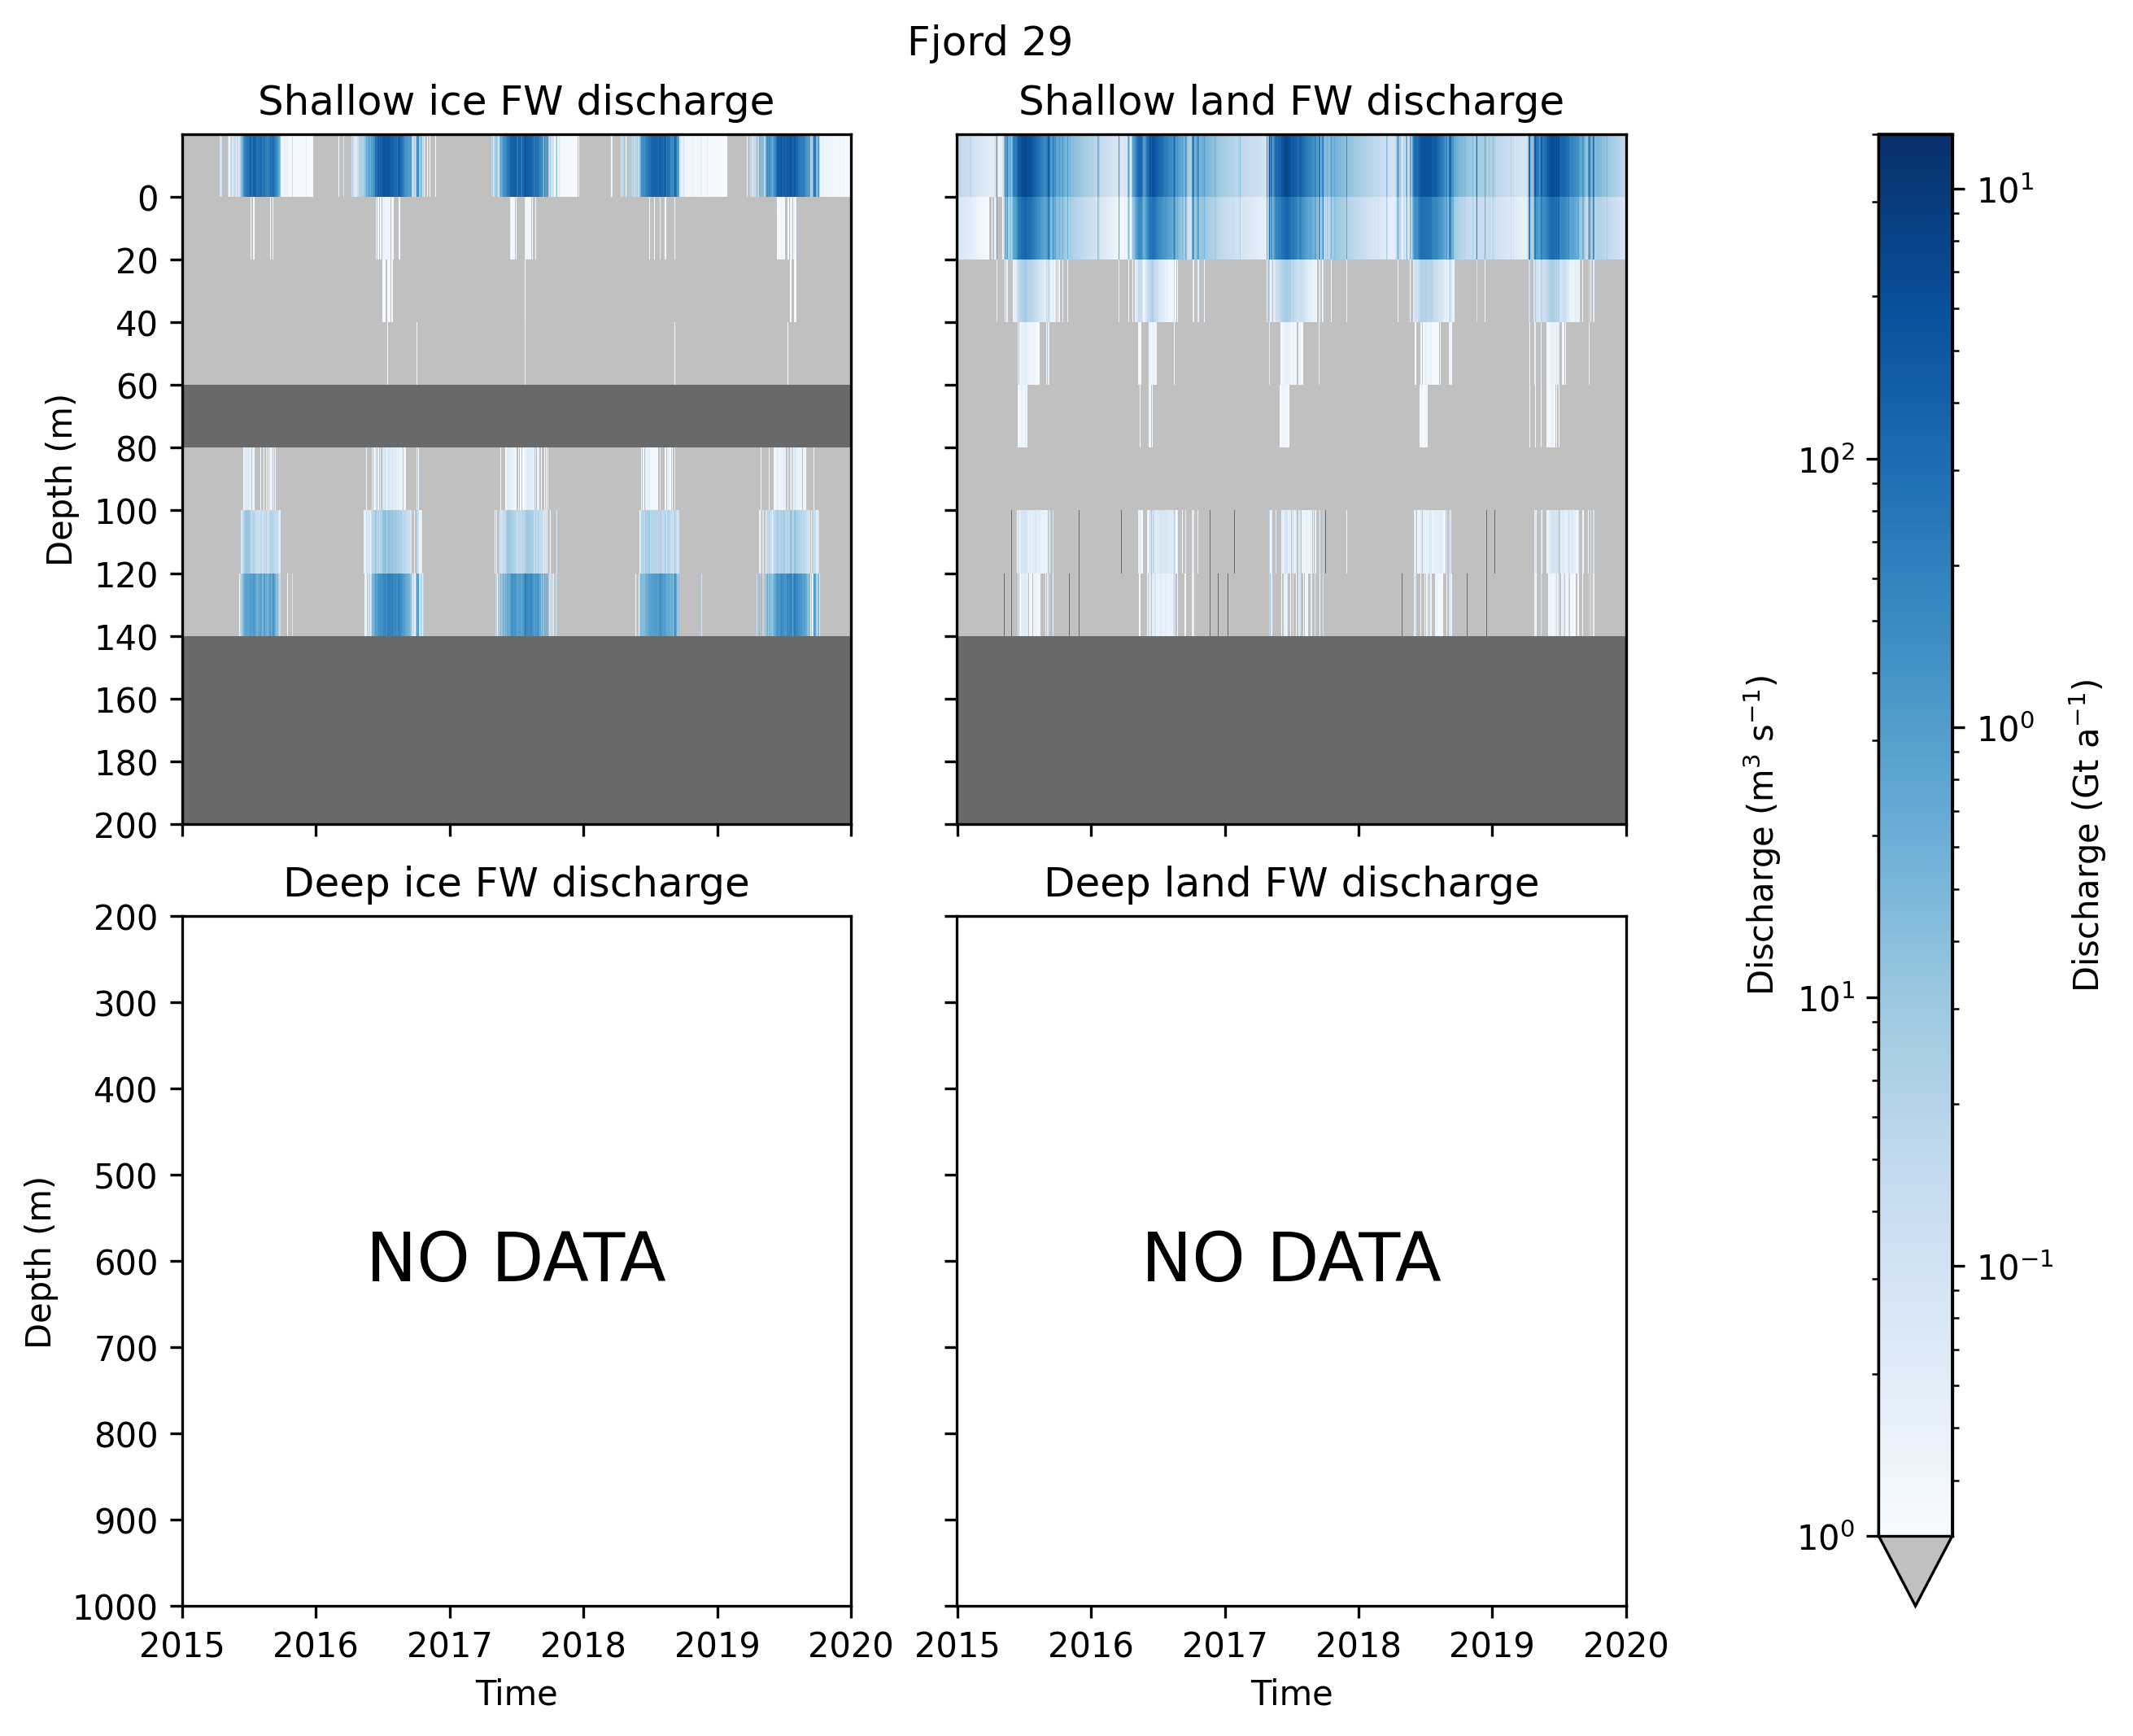 Fjord 29
Shallow ice FW discharge
Shallow land FW discharge
Depth (m)
0
20
40
60
80
100
120
140
160
180
200
Deep ice FW discharge
Deep land FW discharge
Depth (m)
200
300
400
500
600
700
800
900
1000
NO DATA
NO DATA
2015 2016 2017 2018 2019 2020
2015 2016 2017 2018 2019 2020
Time
Time
Discharge (m³ s⁻¹)
10²
10¹
10⁰
10¹
10⁰
10⁻¹
Discharge (Gt a⁻¹)